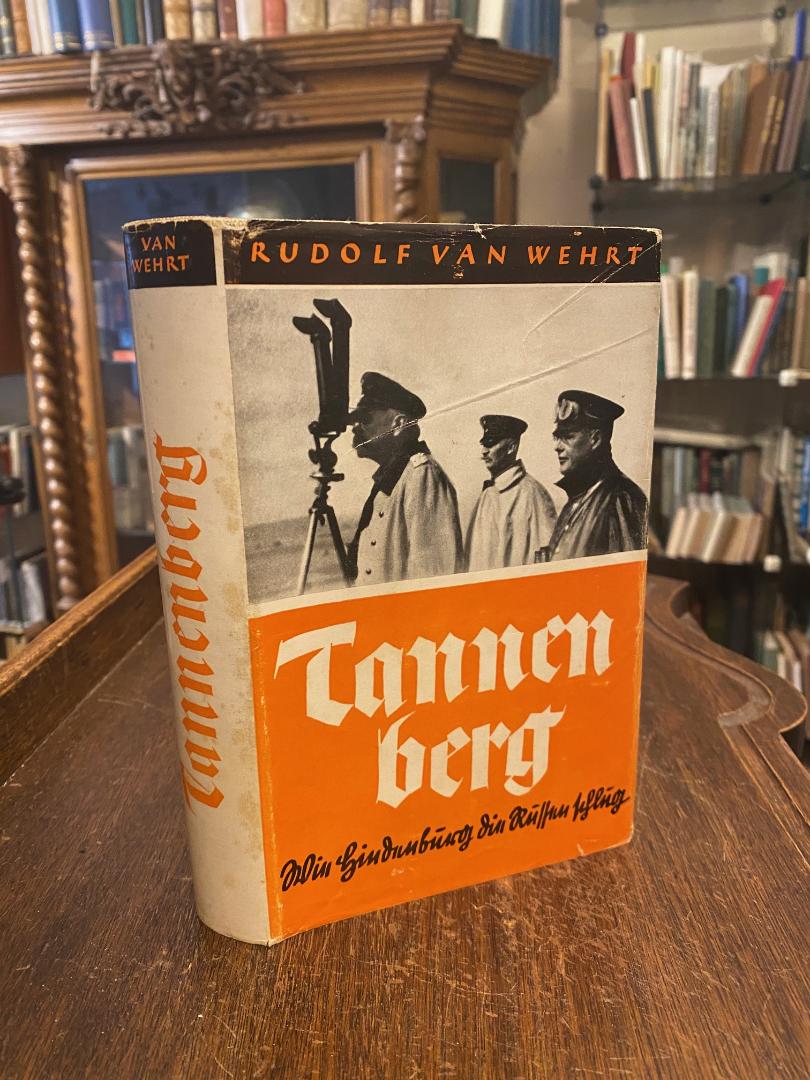 VAN
WEHRT
Tannenberg
RUDOLF VAN WEHRT
Tannen
berg
Wie Hindenburg die Russen schlug